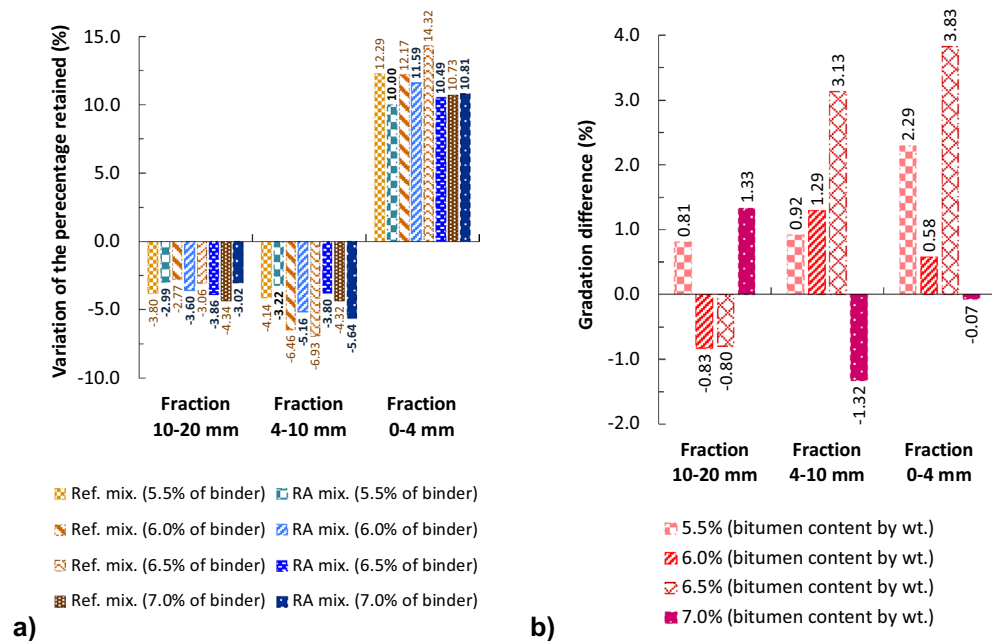 Variation of the perecentage retained (%)
15.0
10.0
5.0
0.0
-5.0
-10.0
-3.80
-2.99
-2.77
-3.60
-3.06
-3.86
-4.34
-3.02
-4.14
-3.22
-6.46
-5.16
-6.93
-3.80
-4.32
-5.64
12.29
10.00
12.17
11.59
14.32
10.49
10.73
10.81
Fraction
10-20 mm
Fraction
4-10 mm
Fraction
0-4 mm
Ref. mix. (5.5% of binder)
RA mix. (5.5% of binder)
Ref. mix. (6.0% of binder)
RA mix. (6.0% of binder)
Ref. mix. (6.5% of binder)
RA mix. (6.5% of binder)
Ref. mix. (7.0% of binder)
RA mix. (7.0% of binder)
a)
Gradation difference (%)
4.0
3.0
2.0
1.0
0.0
-1.0
-2.0
0.81
-0.83
-0.80
1.33
0.92
1.29
3.13
-1.32
2.29
0.58
3.83
-0.07
Fraction
10-20 mm
Fraction
4-10 mm
Fraction
0-4 mm
5.5% (bitumen content by wt.)
6.0% (bitumen content by wt.)
6.5% (bitumen content by wt.)
7.0% (bitumen content by wt.)
b)